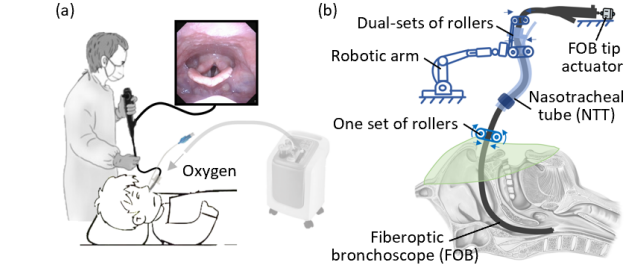 (a)
Oxygen
(b)
Dual-sets of rollers
FOB tip
actuator
Robotic arm
Nasotracheal
tube (NTT)
One set of rollers
Fiberoptic
bronchoscope (FOB)